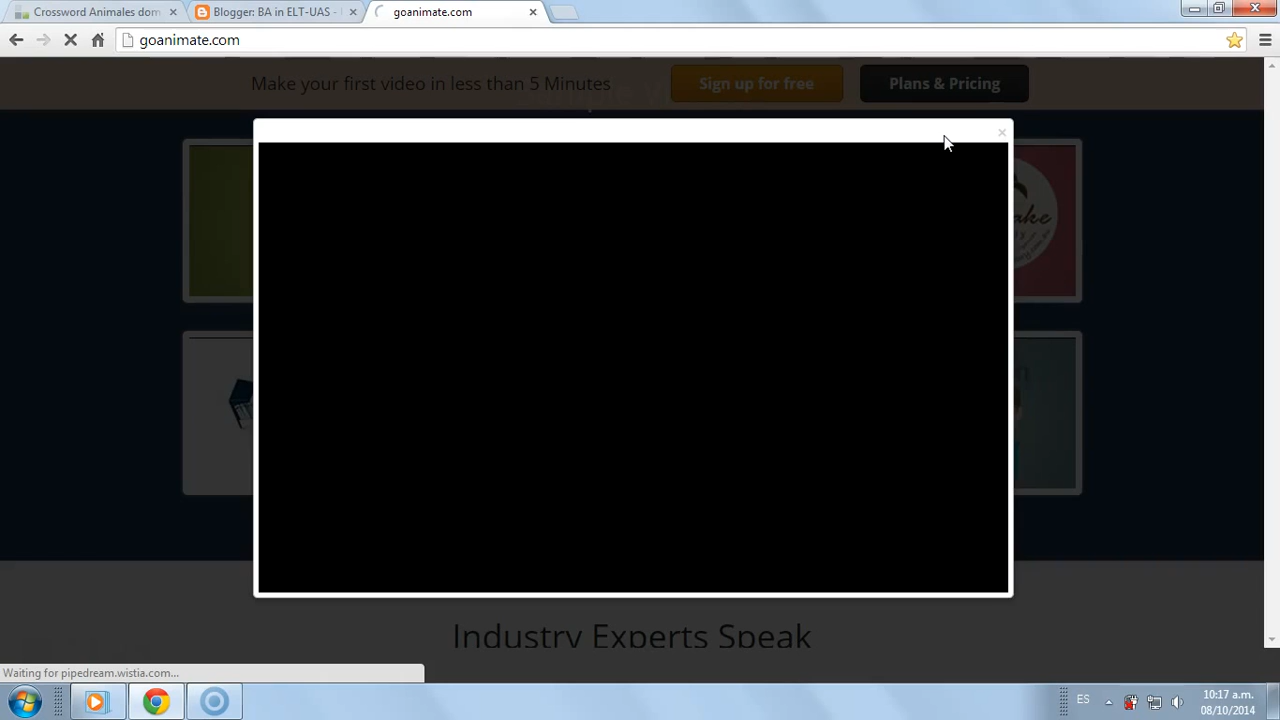 Crossword Animales dom
Blogger: BA in ELT-UAS -
goanimate.com
goanimate.com
Make your first video in less than 5 Minutes
Sign up for free
Plans & Pricing
ake
Industry Experts Speak
Waiting for pipedream.wistia.com...
ES
10:17 a.m.
08/10/2014